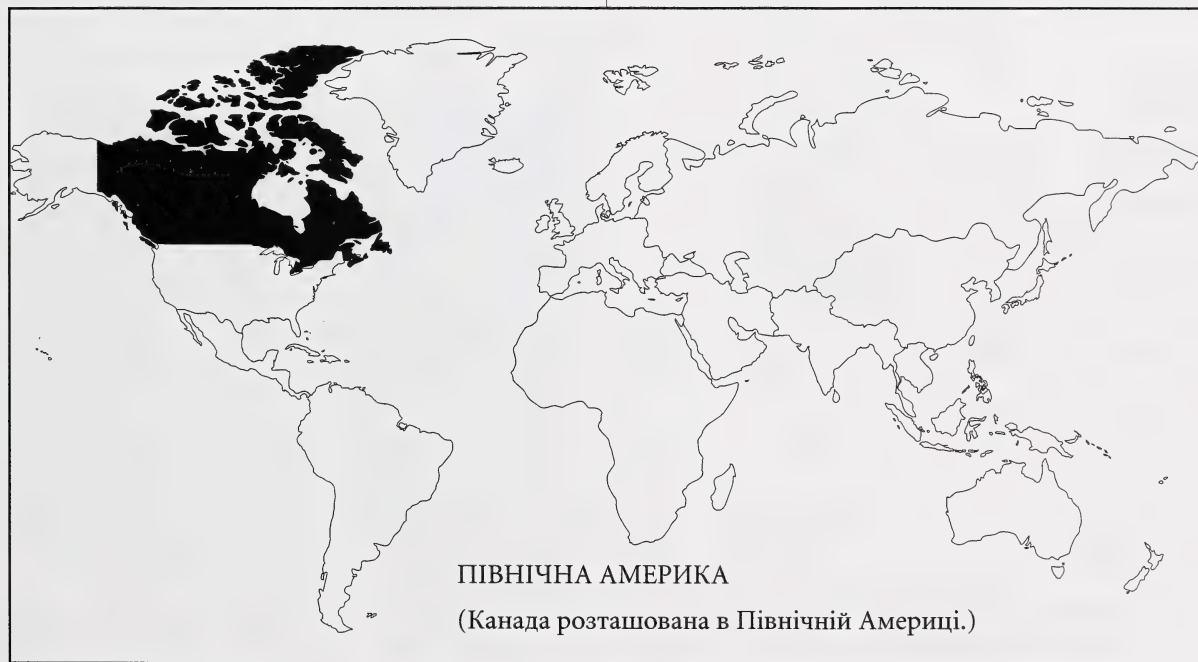 ПІВНІЧНА АМЕРИКА
(Канада розташована в Північній Америці.)